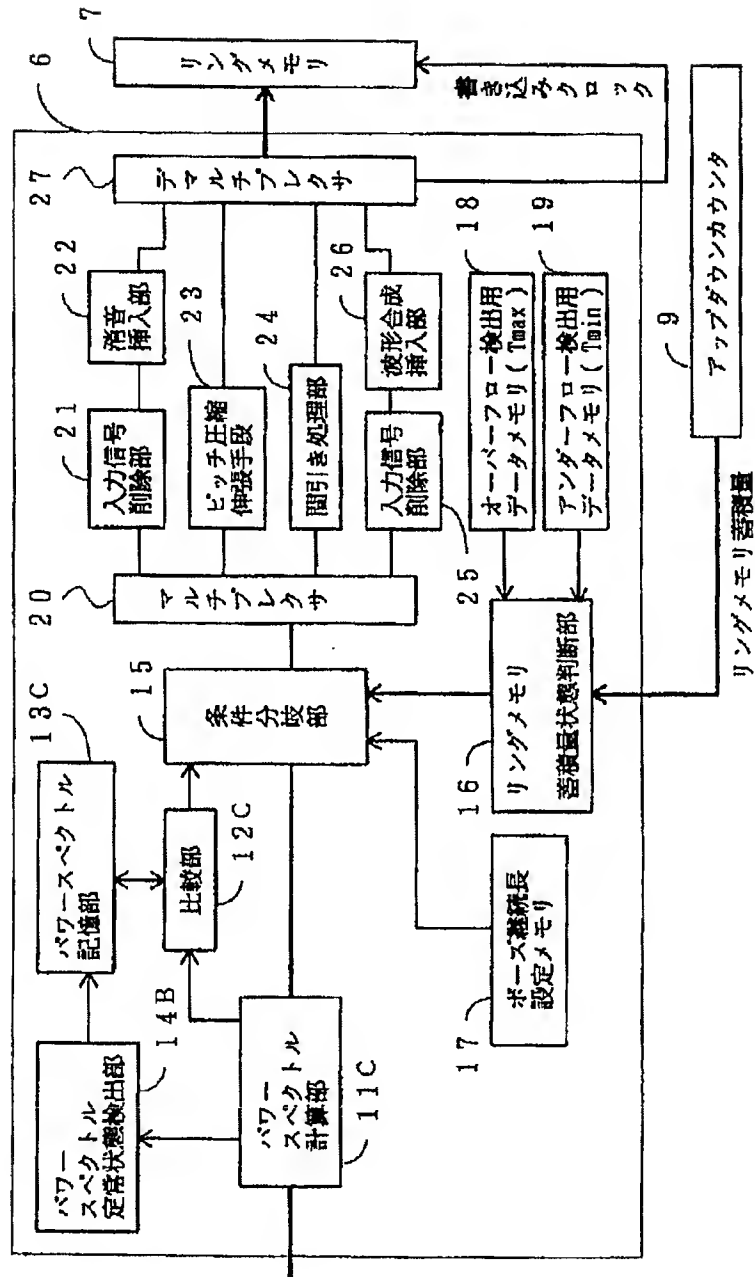 6
7
リングメモリ
書き込みクロック
27
デマルチプレクサ
22
消音
挿入部
23
ピッチ圧縮
伸張手段
24
間引き処理部
26
波形合成
挿入部
21
入力信号
削除部
入力信号
削除部
25
18
オーバーフロー検出用
データメモリ(Tmax)
19
アンダーフロー検出用
データメモリ(Tmin)
20
マルチプレクサ
15
条件分岐部
16
リングメモリ
蓄積量状態判断部
9
アップダウンカウンタ
リングメモリ蓄積量
13C
パワースペクトル
記憶部
12C
比較部
17
ポーズ継続長
設定メモリ
14B
パワー
スペクトル
定常状態検出部
11C
パワー
スペクトル
計算部